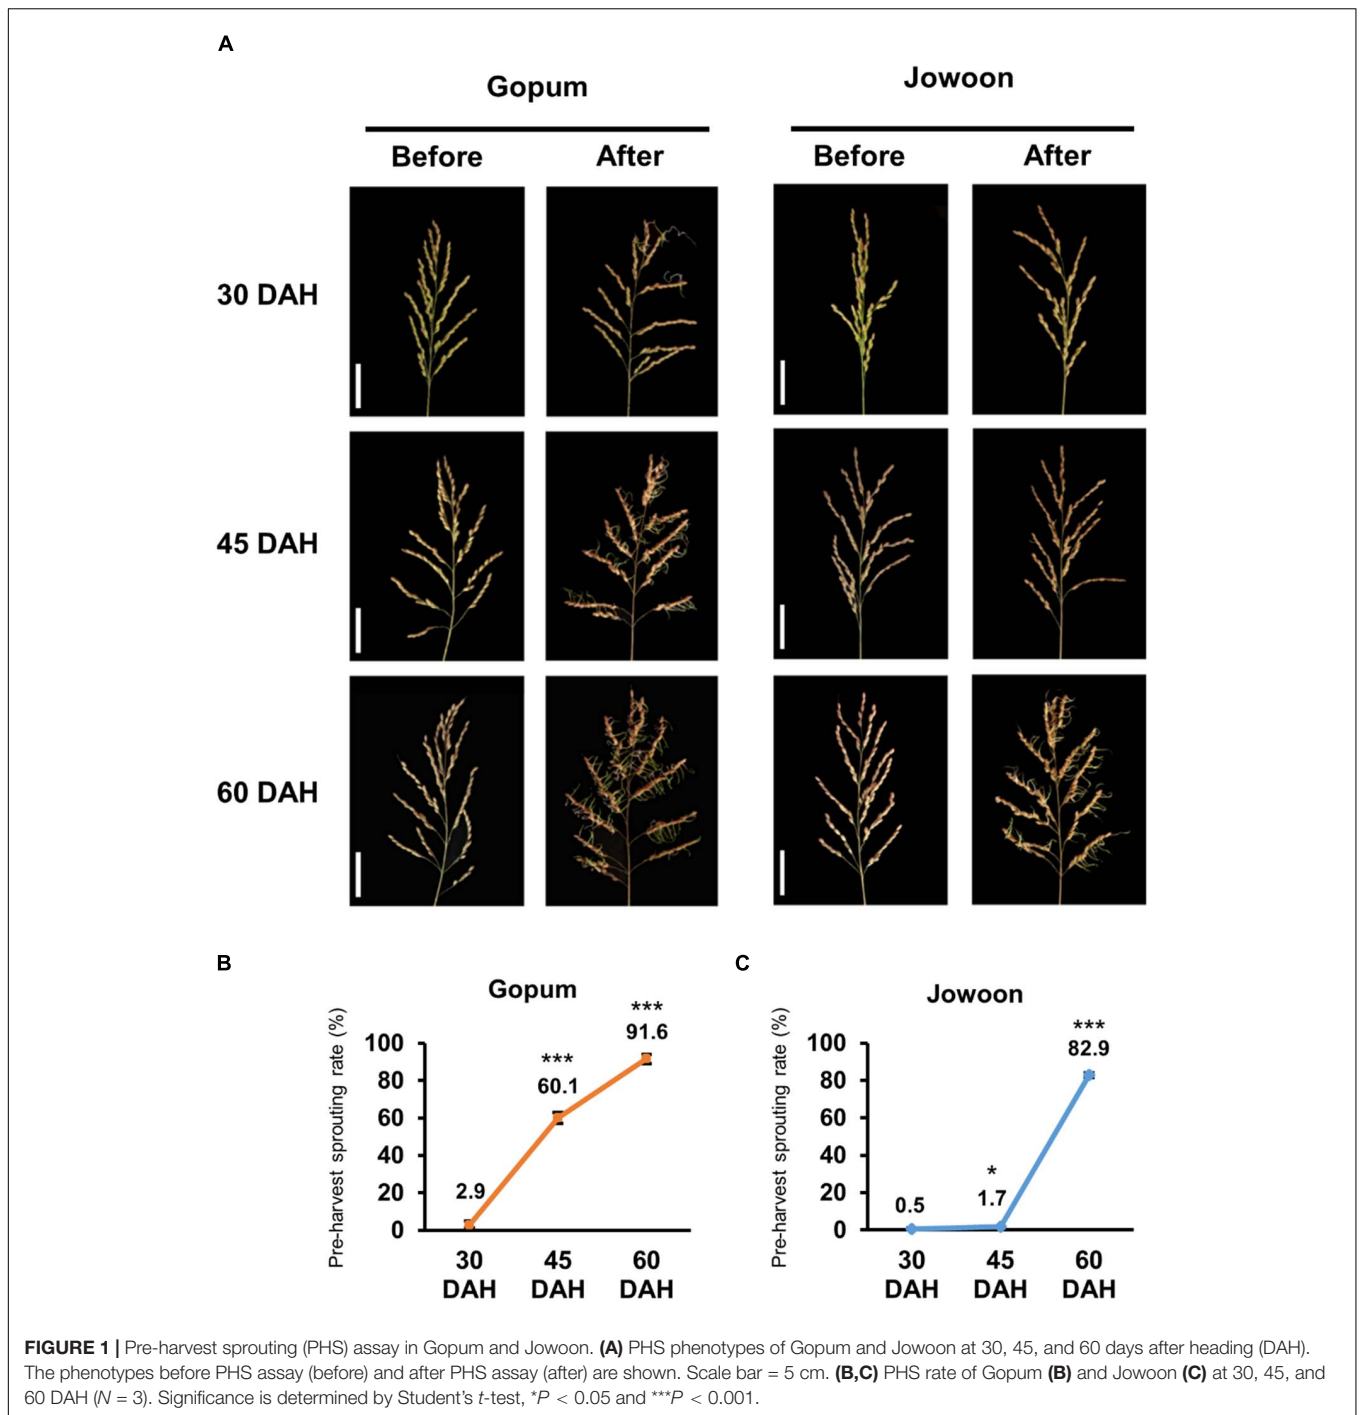 A
Gopum
Jowoon
Before
After
Before
After
30 DAH
45 DAH
60 DAH
B
C
Gopum
Jowoon
Pre-harvest sprouting rate (%)
100
80
60
40
20
0
2.9
***
60.1
***
91.6
30 DAH
45 DAH
60 DAH
Pre-harvest sprouting rate (%)
100
80
60
40
20
0
0.5
*
1.7
***
82.9
30 DAH
45 DAH
60 DAH
FIGURE 1 | Pre-harvest sprouting (PHS) assay in Gopum and Jowoon. (A) PHS phenotypes of Gopum and Jowoon at 30, 45, and 60 days after heading (DAH).
The phenotypes before PHS assay (before) and after PHS assay (after) are shown. Scale bar = 5 cm. (B,C) PHS rate of Gopum (B) and Jowoon (C) at 30, 45, and
60 DAH (N = 3). Significance is determined by Student's t-test, *P < 0.05 and ***P < 0.001.